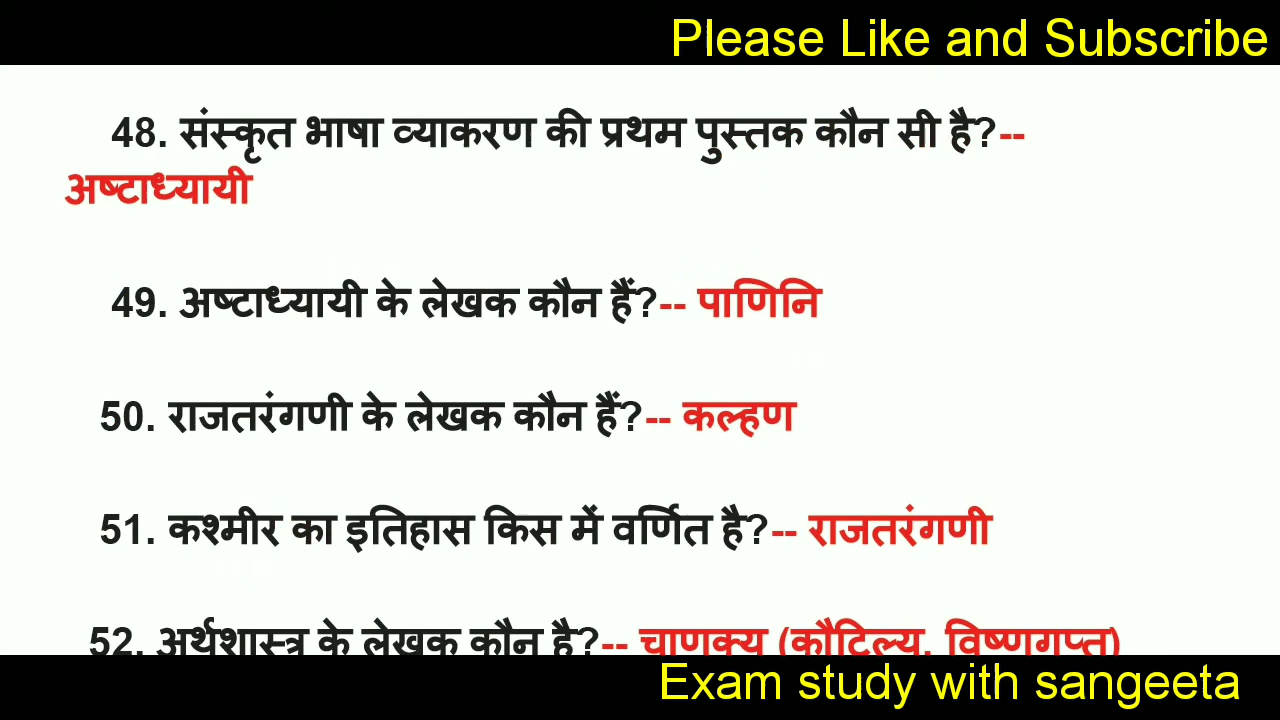 Please Like and Subscribe
48. संस्कृत भाषा व्याकरण की प्रथम पुस्तक कौन सी है?--
अष्टाध्यायी
49. अष्टाध्यायी के लेखक कौन हैं?-- पाणिनि
50. राजतरंगणी के लेखक कौन हैं?-- कल्हण
51. कश्मीर का इतिहास किस में वर्णित है?-- राजतरंगणी
52. अर्थशास्त्र के लेखक कौन है?-- चाणक्य (कौटिल्य, विष्णगप्त)
Exam study with sangeeta